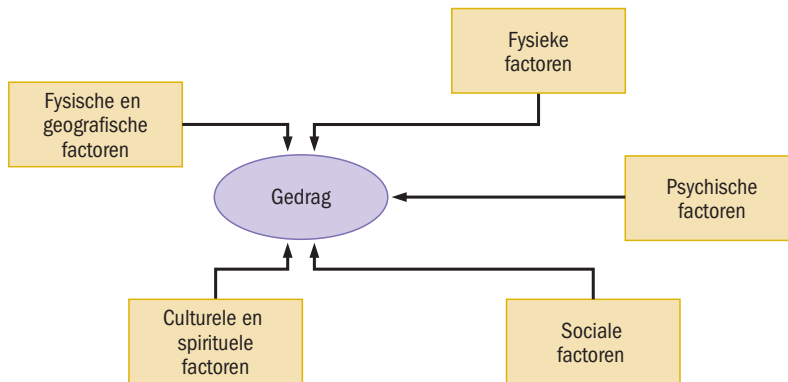 Fysieke
factoren
Fysische en
geografische
factoren
Gedrag
Psychische
factoren
Culturele en
spirituele
factoren
Sociale
factoren